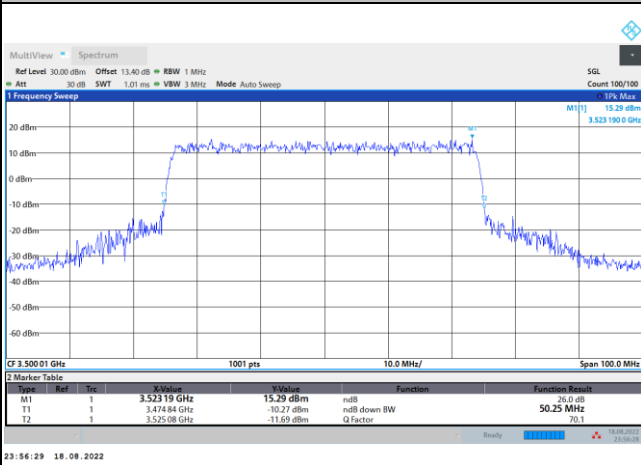 MultiView Spectrum
Ref Level 30.00 dBm Offset 13.40 dB RBW 1 MHz SGL
Att 30 dB SWT 1.01 ms VBW 3 MHz Mode Auto Sweep Count 100/100
1 Frequency Sweep 1Pk Max
M1[1] 15.29 dBm
3.523 190 0 GHz
M1
20 dBm
10 dBm
0 dBm
T1 T2
-10 dBm
-20 dBm
-30 dBm
-40 dBm
-50 dBm
-60 dBm
CF 3.500 01 GHz 1001 pts 10.0 MHz/ Span 100.0 MHz
2 Marker Table
Type Ref Trc X-Value Y-Value Function Function Result
M1 1 3.523 19 GHz 15.29 dBm ndB 26.0 dB
T1 1 3.474 84 GHz -10.27 dBm ndB down BW 50.25 MHz
T2 1 3.525 08 GHz -11.69 dBm Q Factor 70.1
Ready 18.08.2022
23:56:28
23:56:29 18.08.2022